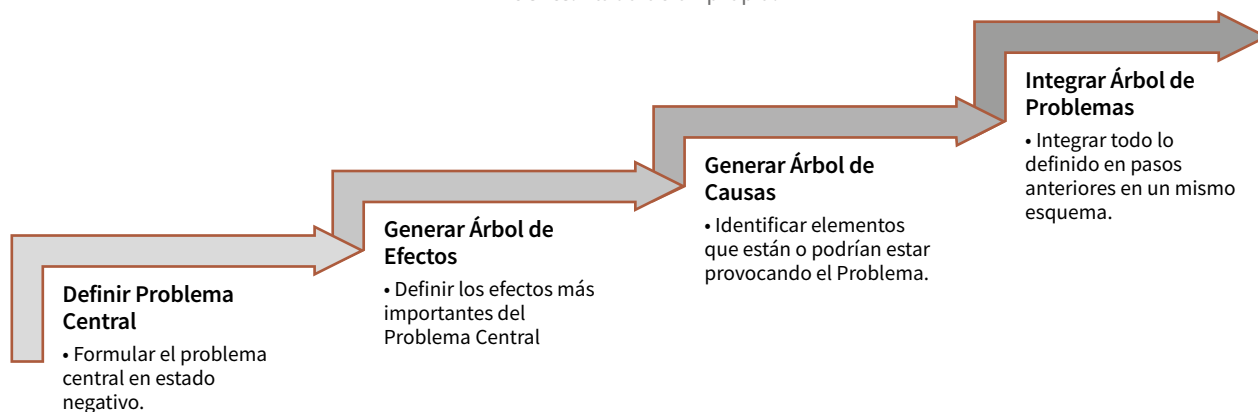 Definir Problema
Central
• Formular el problema
central en estado
negativo.
Generar Árbol de
Efectos
• Definir los efectos más
importantes del
Problema Central
Generar Árbol de
Causas
• Identificar elementos
que están o podrían estar
provocando el Problema.
Integrar Árbol de
Problemas
• Integrar todo lo
definido en pasos
anteriores en un mismo
esquema.